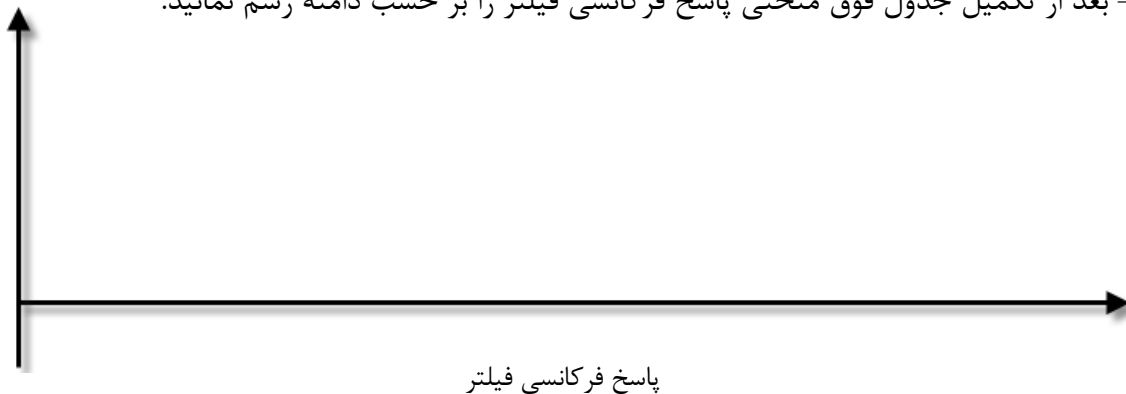 - بعد از تکمیل جدول فوق منحنی پاسخ فرکانسی فیلتر را بر حسب دامنه رسم نمائید.
پاسخ فرکانسی فیلتر